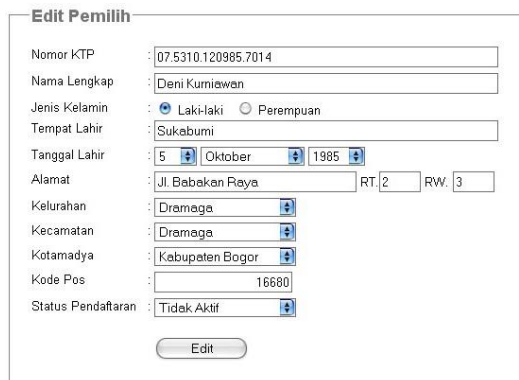 Edit Pemilih
Nomor KTP : 07.5310.120985.7014
Nama Lengkap : Deni Kurniawan
Jenis Kelamin : Laki-laki Perempuan
Tempat Lahir : Sukabumi
Tanggal Lahir : 5 Oktober 1985
Alamat : Jl. Babakan Raya RT. 2 RW. 3
Kelurahan : Dramaga
Kecamatan : Dramaga
Kotamadya : Kabupaten Bogor
Kode Pos : 16680
Status Pendaftaran : Tidak Aktif
Edit